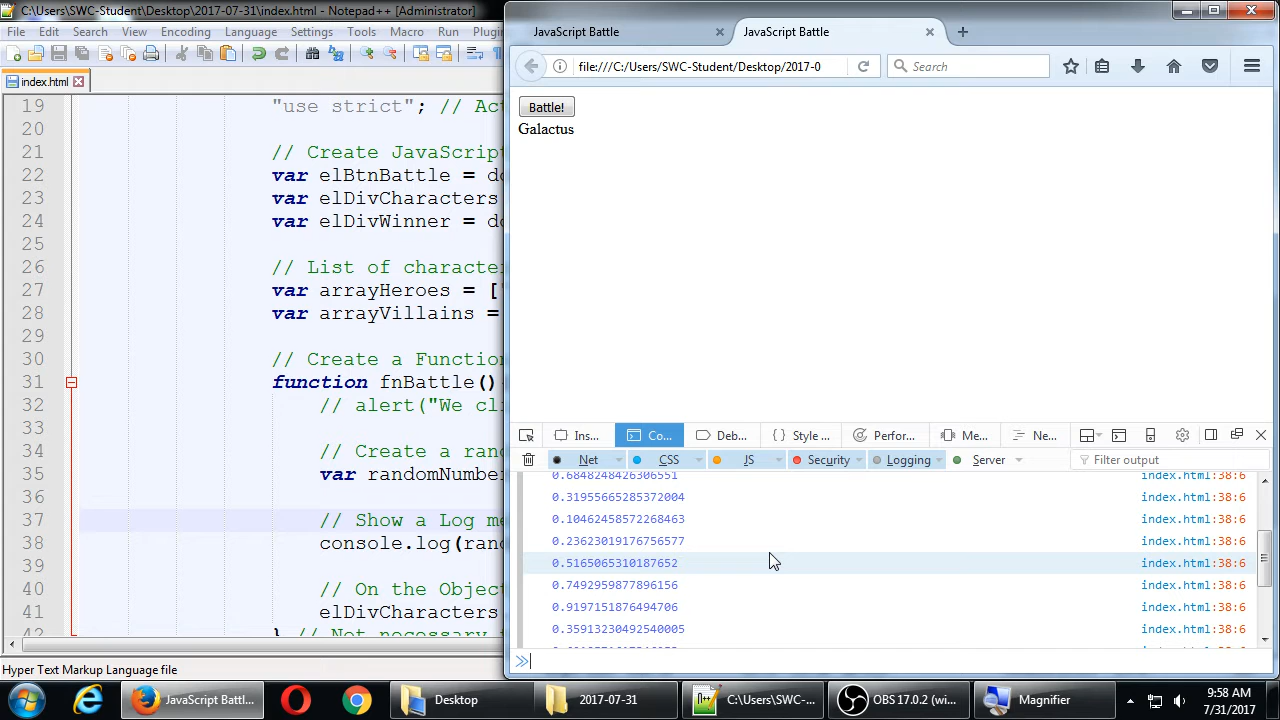 C:\Users\SWC-Student\Desktop\2017-07-31\index.html - Notepad++ [Administrator]
File Edit Search View Encoding Language Settings Tools Macro Run Plugins
index.html
19 "use strict"; // Ac
20
21 // Create JavaScrip
22 var elBtnBattle = do
23 var elDivCharacters
24 var elDivWinner = do
25
26 // List of characte
27 var arrayHeroes = ["
28 var arrayVillains =
29
30 // Create a Function
31 function fnBattle()
32 // alert("We cli
33
34 // Create a ran
35 var randomNumber
36
37 // Show a Log me
38 console.log(ran
39
40 // On the Objec
41 elDivCharacters
42 } // Not necessary
Hyper Text Markup Language file
JavaScript Battle
JavaScript Battle
file:///C:/Users/SWC-Student/Desktop/2017-0
Search
Battle!
Galactus
Ins... Co... Deb... Style ... Perfor... Me... Ne...
Net CSS JS Security Logging Server Filter output
0.6848248426306551 index.html:38:6
0.31955665285372004 index.html:38:6
0.10462458572268463 index.html:38:6
0.23623019176756577 index.html:38:6
0.5165065310187652 index.html:38:6
0.7492959877896156 index.html:38:6
0.9197151876494706 index.html:38:6
0.35913230492540005 index.html:38:6
JavaScript Battl... Desktop 2017-07-31 C:\Users\SWC-... OBS 17.0.2 (wi... Magnifier
9:58 AM
7/31/2017